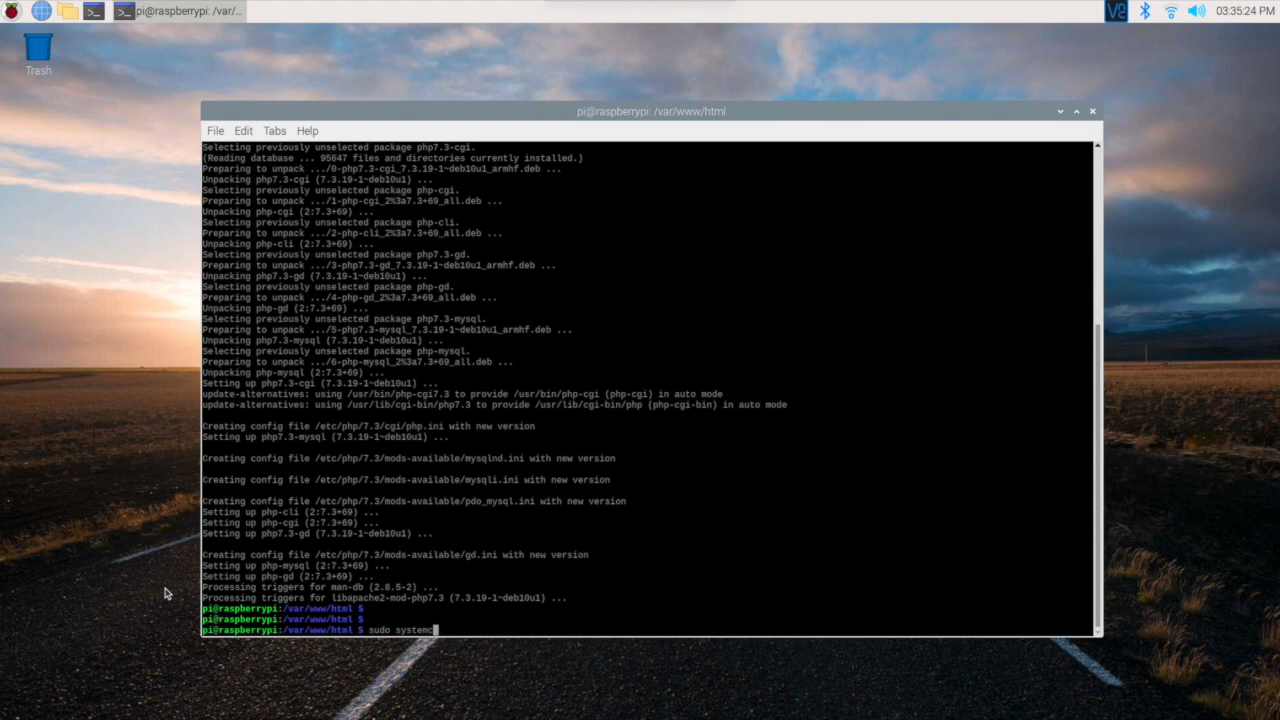 pi@raspberrypi: /var/...
03:35:24 PM
Trash
pi@raspberrypi: /var/www/html
File Edit Tabs Help
Selecting previously unselected package php7.3-cgi.
(Reading database ... 95647 files and directories currently installed.)
Preparing to unpack .../0-php7.3-cgi_7.3.19-1~deb10u1_armhf.deb ...
Unpacking php7.3-cgi (7.3.19-1~deb10u1) ...
Selecting previously unselected package php-cgi.
Preparing to unpack .../1-php-cgi_2%3a7.3+69_all.deb ...
Unpacking php-cgi (2:7.3+69) ...
Selecting previously unselected package php-cli.
Preparing to unpack .../2-php-cli_2%3a7.3+69_all.deb ...
Unpacking php-cli (2:7.3+69) ...
Selecting previously unselected package php7.3-gd.
Preparing to unpack .../3-php7.3-gd_7.3.19-1~deb10u1_armhf.deb ...
Unpacking php7.3-gd (7.3.19-1~deb10u1) ...
Selecting previously unselected package php-gd.
Preparing to unpack .../4-php-gd_2%3a7.3+69_all.deb ...
Unpacking php-gd (2:7.3+69) ...
Selecting previously unselected package php7.3-mysql.
Preparing to unpack .../5-php7.3-mysql_7.3.19-1~deb10u1_armhf.deb ...
Unpacking php7.3-mysql (7.3.19-1~deb10u1) ...
Selecting previously unselected package php-mysql.
Preparing to unpack .../6-php-mysql_2%3a7.3+69_all.deb ...
Unpacking php-mysql (2:7.3+69) ...
Setting up php7.3-cgi (7.3.19-1~deb10u1) ...
update-alternatives: using /usr/bin/php-cgi7.3 to provide /usr/bin/php-cgi (php-cgi) in auto mode
update-alternatives: using /usr/lib/cgi-bin/php7.3 to provide /usr/lib/cgi-bin/php (php-cgi-bin) in auto mode
Creating config file /etc/php/7.3/cgi/php.ini with new version
Setting up php7.3-mysql (7.3.19-1~deb10u1) ...
Creating config file /etc/php/7.3/mods-available/mysqlnd.ini with new version
Creating config file /etc/php/7.3/mods-available/mysqli.ini with new version
Creating config file /etc/php/7.3/mods-available/pdo_mysql.ini with new version
Setting up php-cli (2:7.3+69) ...
Setting up php-cgi (2:7.3+69) ...
Setting up php7.3-gd (7.3.19-1~deb10u1) ...
Creating config file /etc/php/7.3/mods-available/gd.ini with new version
Setting up php-mysql (2:7.3+69) ...
Setting up php-gd (2:7.3+69) ...
Processing triggers for man-db (2.8.5-2) ...
Processing triggers for libapache2-mod-php7.3 (7.3.19-1~deb10u1) ...
pi@raspberrypi:/var/www/html $
pi@raspberrypi:/var/www/html $
pi@raspberrypi:/var/www/html $ sudo systemc